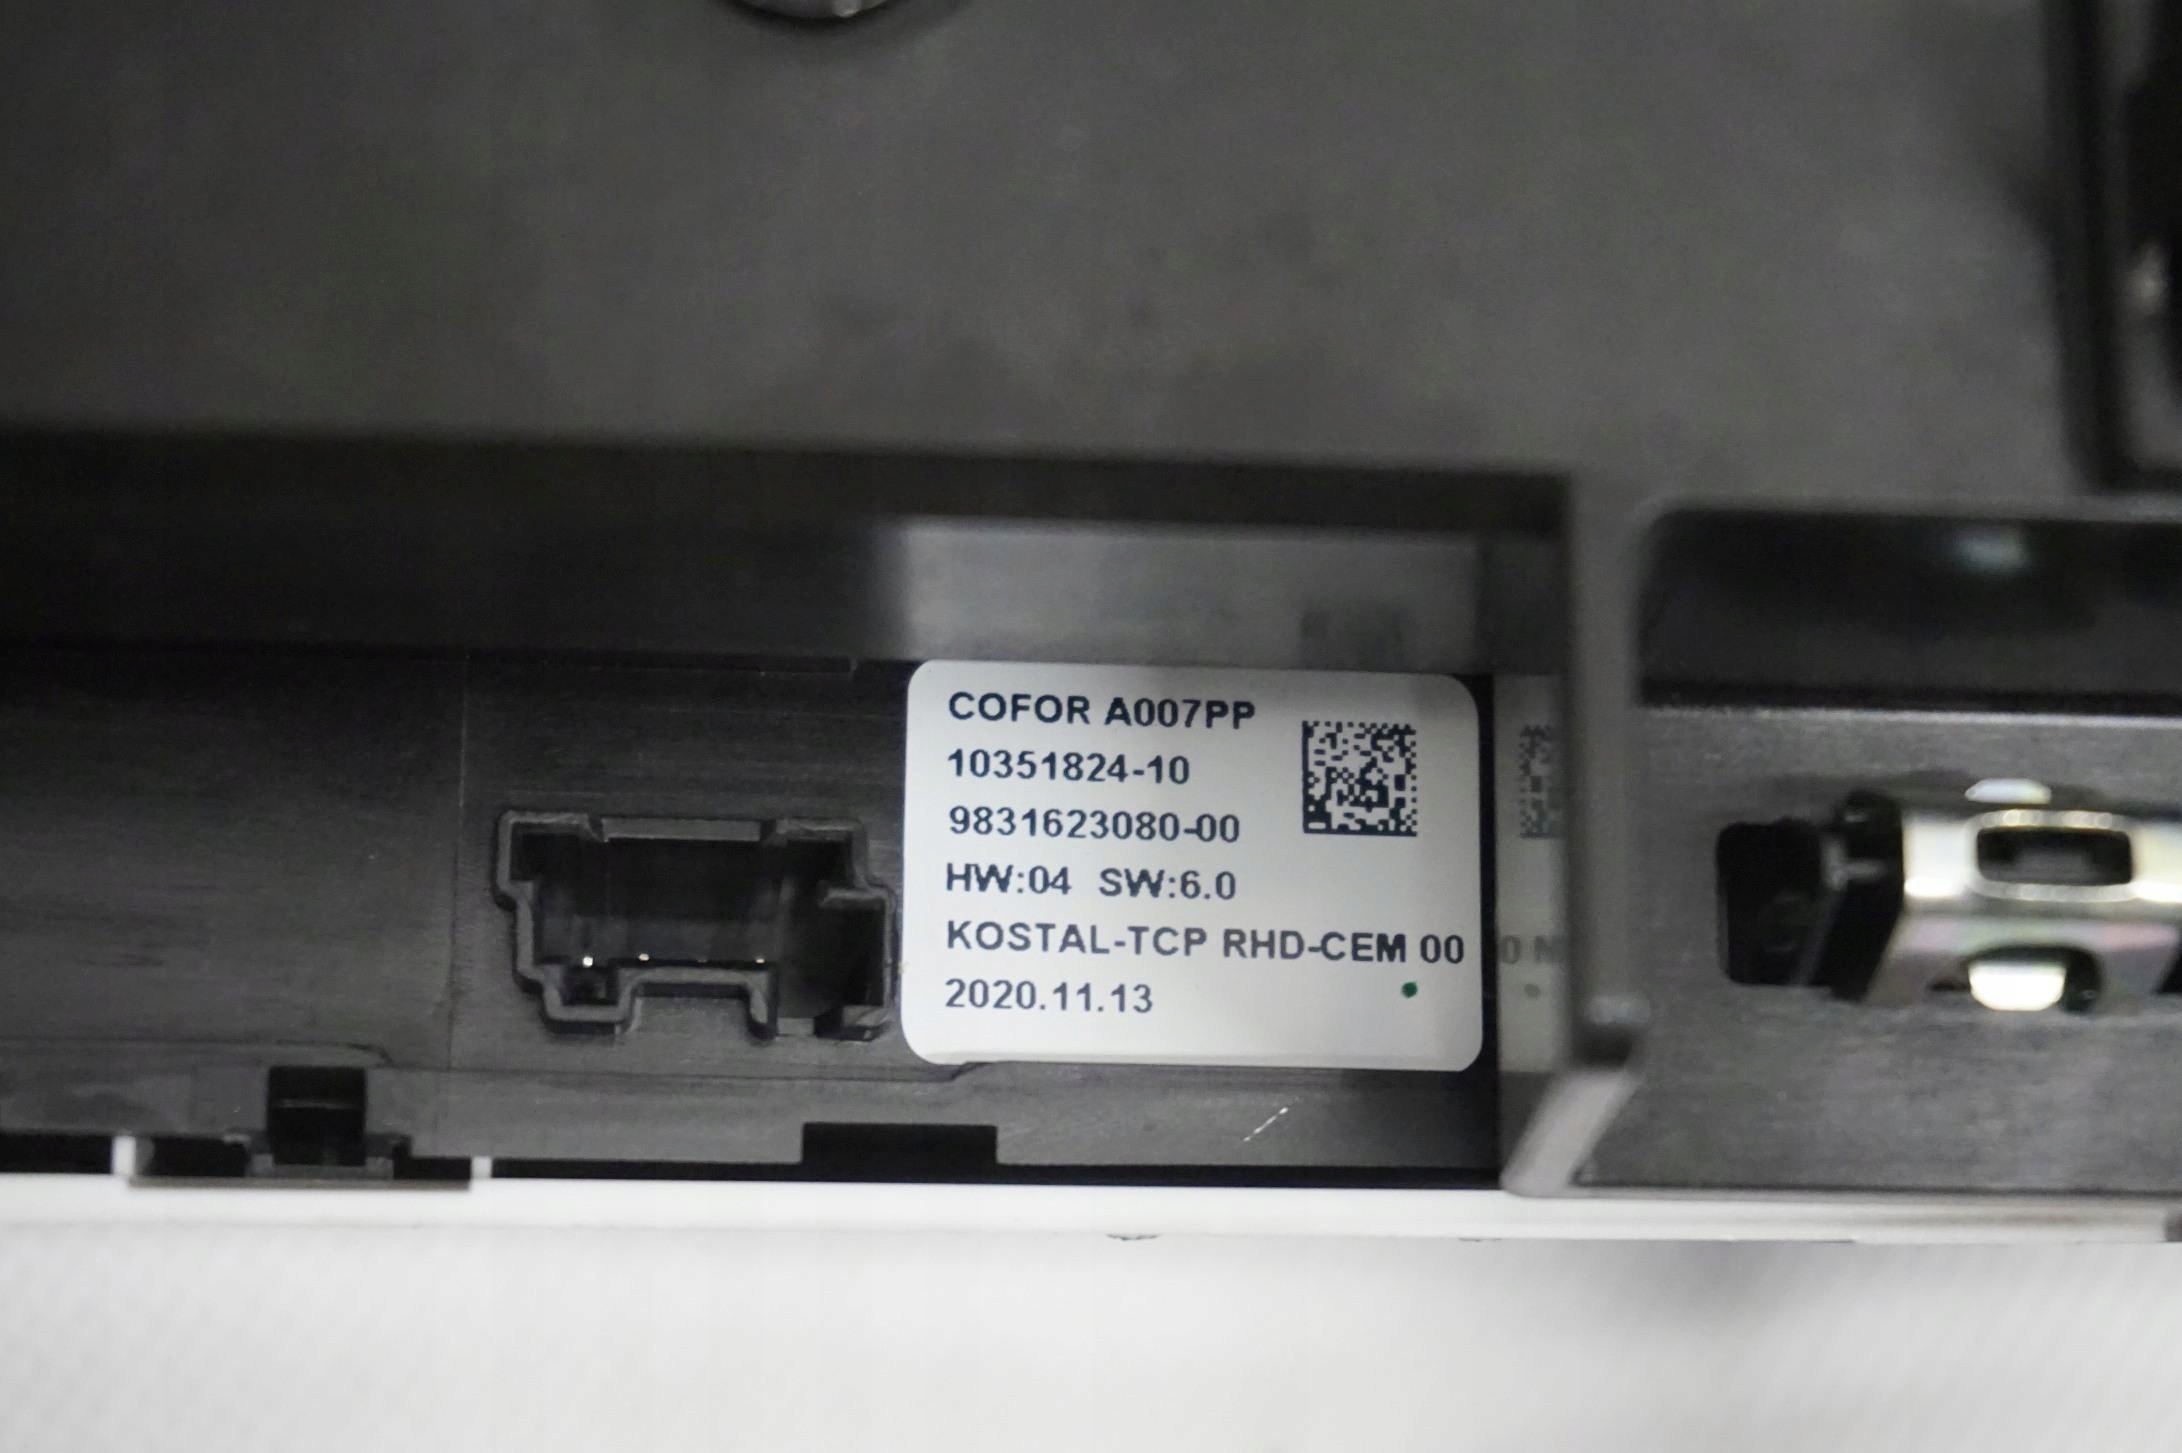 COFOR A007PP
10351824-10
9831623080-00
HW:04 SW:6.0
KOSTAL-TCP RHD-CEM 00
2020.11.13